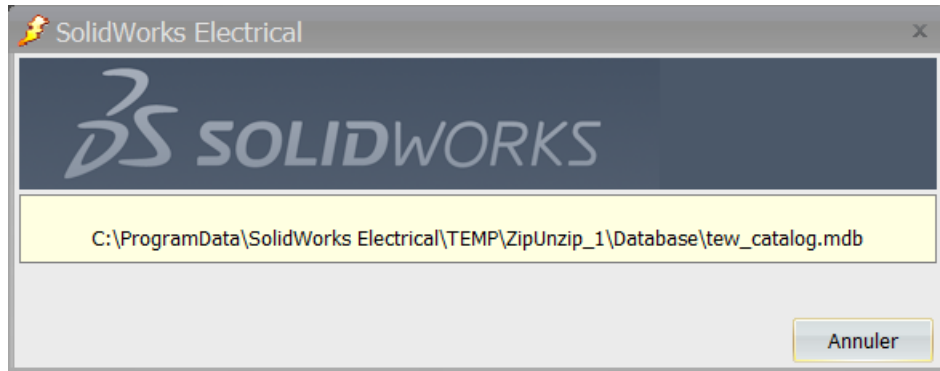 SolidWorks Electrical
SOLIDWORKS
C:\ProgramData\SolidWorks Electrical\TEMP\ZipUnzip_1\Database\tew_catalog.mdb
Annuler